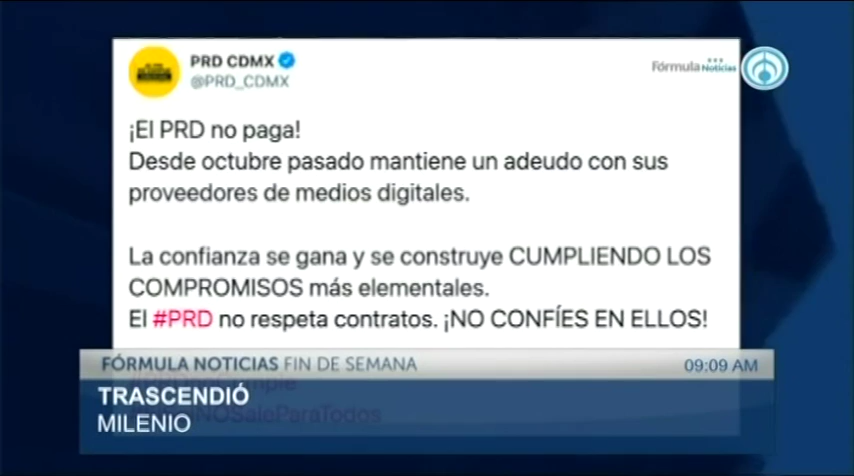 PRD CDMX
@PRD_CDMX
Fórmula Noticias
¡El PRD no paga!
Desde octubre pasado mantiene un adeudo con sus
proveedores de medios digitales.
La confianza se gana y se construye CUMPLIENDO LOS
COMPROMISOS más elementales.
El #PRD no respeta contratos. ¡NO CONFÍES EN ELLOS!
FÓRMULA NOTICIAS FIN DE SEMANA
09:09 AM
TRASCENDIÓ
MILENIO